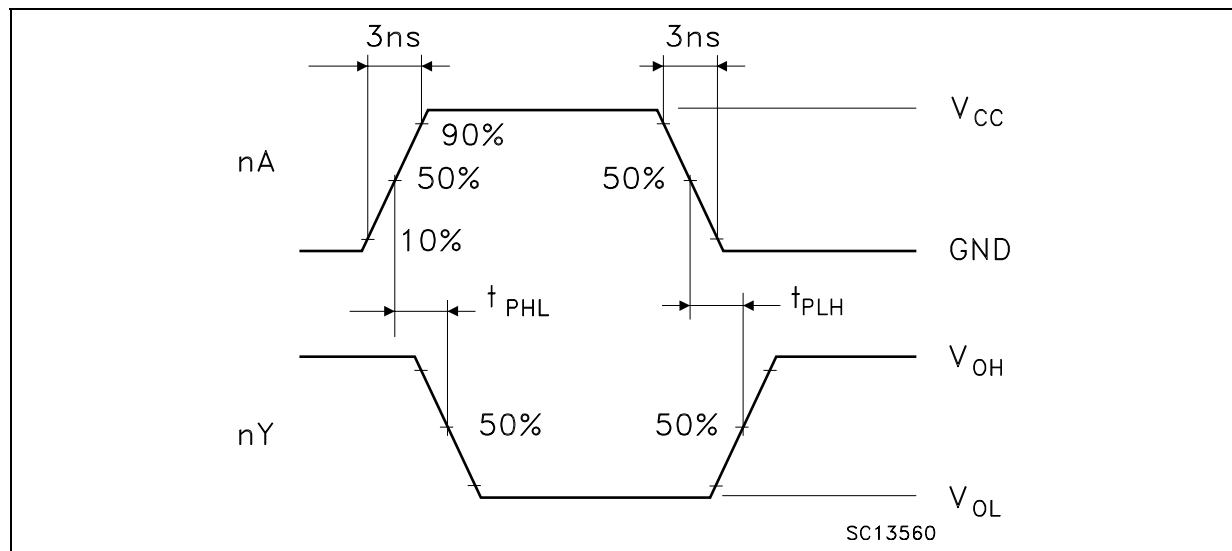 3ns 3ns
V_CC
90%
nA
50% 50%
10%
GND
t_PHL t_PLH
V_OH
50% 50%
nY
V_OL
SC13560